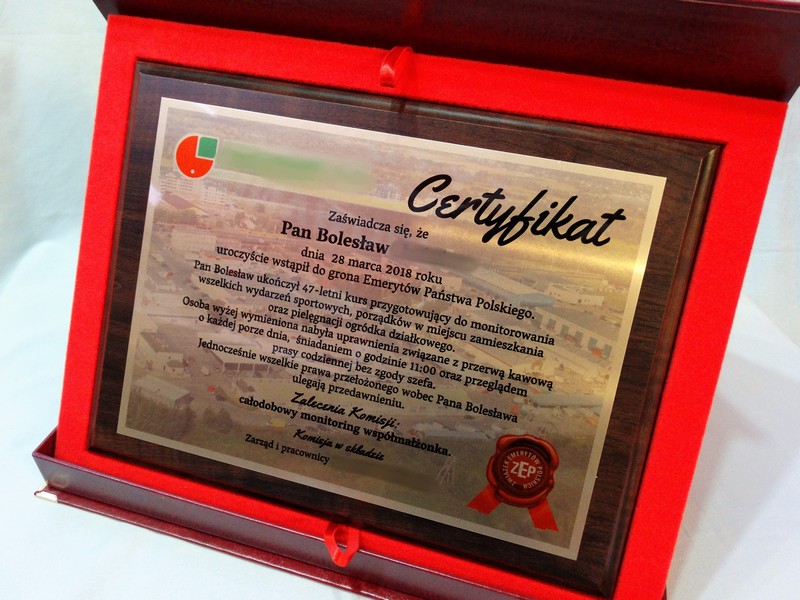 Certyfikat
Zaświadcza się, że
Pan Bolesław
dnia 28 marca 2018 roku
uroczyście wstąpił do grona Emerytów Państwa Polskiego.
Pan Bolesław ukończył 47-letni kurs przygotowujący do monitorowania
wszelkich wydarzeń sportowych, porządków w miejscu zamieszkania
oraz pielęgnacji ogródka działkowego.
Osoba wyżej wymieniona nabyła uprawnienia związane z przerwą kawową
o każdej porze dnia, śniadaniem o godzinie 11:00 oraz przeglądem
prasy codziennej bez zgody szefa.
Jednocześnie wszelkie prawa przełożonego wobec Pana Bolesława
ulegają przedawnieniu.
Zalecenia Komisji:
całodobowy monitoring współmałżonka.
Komisja w składzie
Zarząd i pracownicy
ZWIĄZEK EMERYTÓW POLSKICH
ZEP